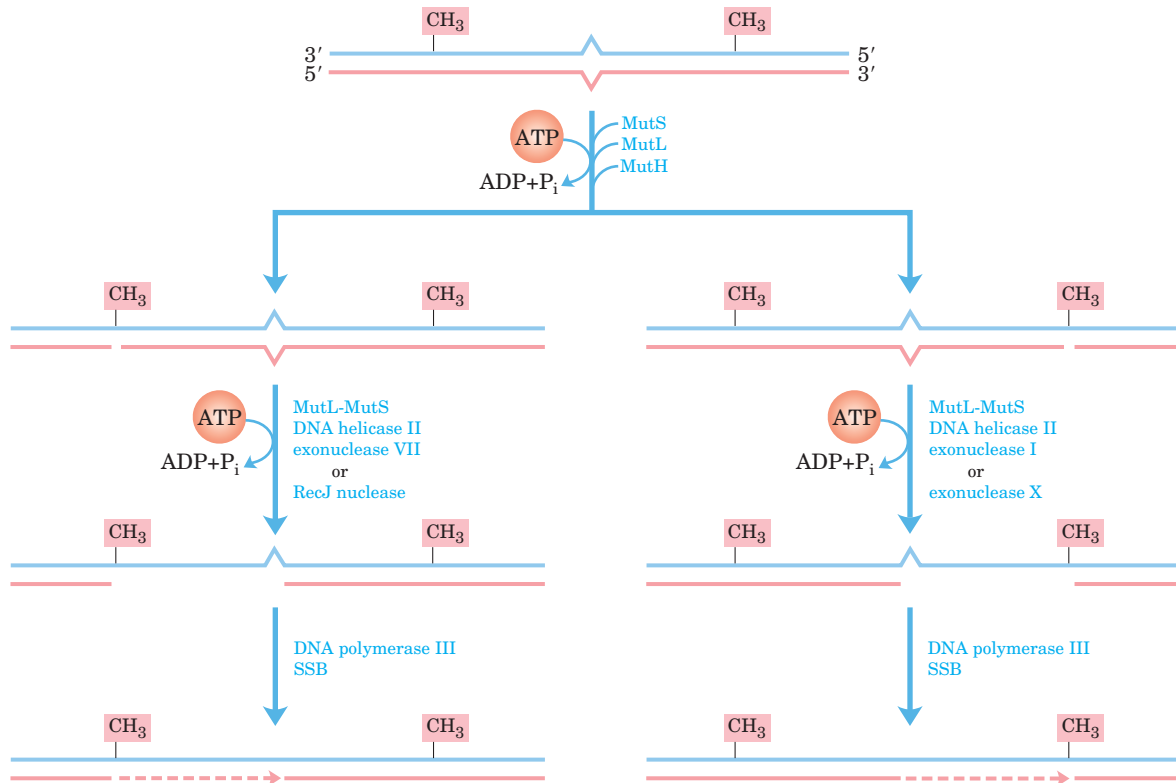 CH₃ CH₃
3′ 5′
5′ 3′
MutS
ATP
MutL
MutH
ADP+Pᵢ
CH₃ CH₃ CH₃ CH₃
ATP
MutL-MutS
DNA helicase II
exonuclease VII
ADP+Pᵢ
or
RecJ nuclease
ATP
MutL-MutS
DNA helicase II
exonuclease I
ADP+Pᵢ
or
exonuclease X
CH₃ CH₃ CH₃ CH₃
DNA polymerase III
SSB
DNA polymerase III
SSB
CH₃ CH₃ CH₃ CH₃